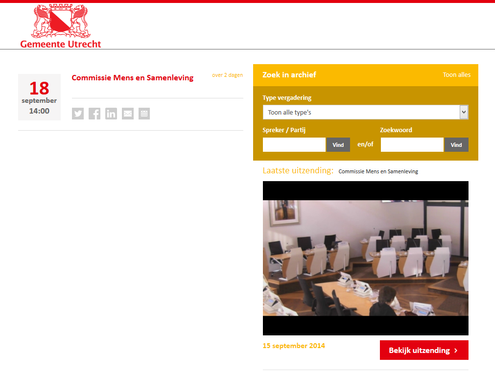 Gemeente Utrecht
18
september
14:00
Commissie Mens en Samenleving
over 2 dagen
Zoek in archief
Toon alles
Type vergadering
Toon alle type's
Spreker / Partij
Zoekwoord
Vind
en/of
Vind
Laatste uitzending: Commissie Mens en Samenleving
15 september 2014
Bekijk uitzending >